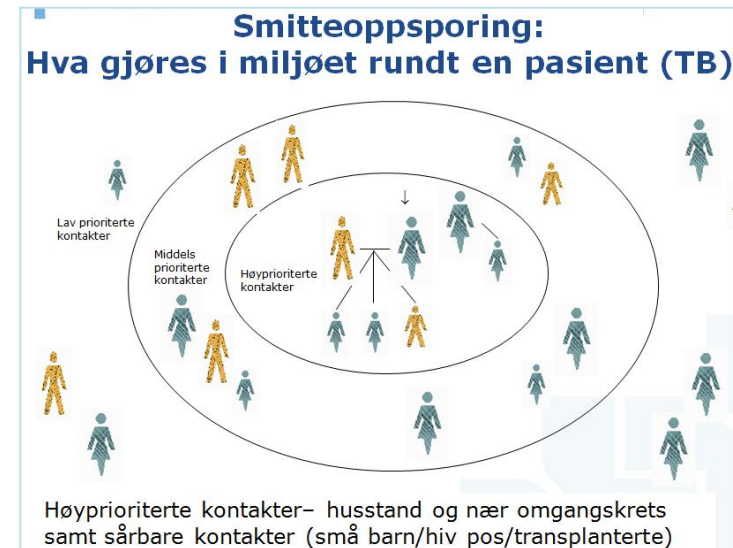 Smitteoppsporing:
Hva gjøres i miljøet rundt en pasient (TB)
Lav prioriterte
kontakter
Middels
prioriterte
kontakter
Høyprioriterte
kontakter
↓
Høyprioriterte kontakter– husstand og nær omgangskrets
samt sårbare kontakter (små barn/hiv pos/transplanterte)